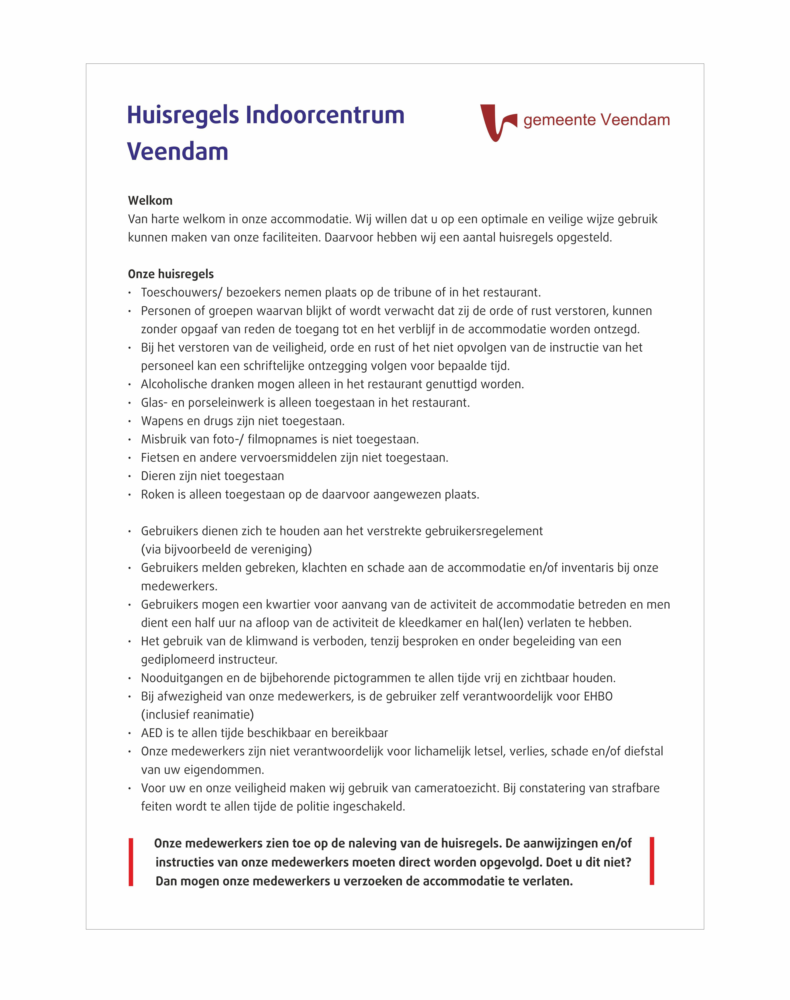 Huisregels Indoorcentrum
Veendam
gemeente Veendam
Welkom
Van harte welkom in onze accommodatie. Wij willen dat u op een optimale en veilige wijze gebruik
kunnen maken van onze faciliteiten. Daarvoor hebben wij een aantal huisregels opgesteld.
Onze huisregels
• Toeschouwers/ bezoekers nemen plaats op de tribune of in het restaurant.
• Personen of groepen waarvan blijkt of wordt verwacht dat zij de orde of rust verstoren, kunnen
zonder opgaaf van reden de toegang tot en het verblijf in de accommodatie worden ontzegd.
• Bij het verstoren van de veiligheid, orde en rust of het niet opvolgen van de instructie van het
personeel kan een schriftelijke ontzegging volgen voor bepaalde tijd.
• Alcoholische dranken mogen alleen in het restaurant genuttigd worden.
• Glas- en porseleinwerk is alleen toegestaan in het restaurant.
• Wapens en drugs zijn niet toegestaan.
• Misbruik van foto-/ filmopnames is niet toegestaan.
• Fietsen en andere vervoersmiddelen zijn niet toegestaan.
• Dieren zijn niet toegestaan
• Roken is alleen toegestaan op de daarvoor aangewezen plaats.
• Gebruikers dienen zich te houden aan het verstrekte gebruikersregelement
(via bijvoorbeeld de vereniging)
• Gebruikers melden gebreken, klachten en schade aan de accommodatie en/of inventaris bij onze
medewerkers.
• Gebruikers mogen een kwartier voor aanvang van de activiteit de accommodatie betreden en men
dient een half uur na afloop van de activiteit de kleedkamer en hal(len) verlaten te hebben.
• Het gebruik van de klimwand is verboden, tenzij besproken en onder begeleiding van een
gediplomeerd instructeur.
• Nooduitgangen en de bijbehorende pictogrammen te allen tijde vrij en zichtbaar houden.
• Bij afwezigheid van onze medewerkers, is de gebruiker zelf verantwoordelijk voor EHBO
(inclusief reanimatie)
• AED is te allen tijde beschikbaar en bereikbaar
• Onze medewerkers zijn niet verantwoordelijk voor lichamelijk letsel, verlies, schade en/of diefstal
van uw eigendommen.
• Voor uw en onze veiligheid maken wij gebruik van cameratoezicht. Bij constatering van strafbare
feiten wordt te allen tijde de politie ingeschakeld.
Onze medewerkers zien toe op de naleving van de huisregels. De aanwijzingen en/of
instructies van onze medewerkers moeten direct worden opgevolgd. Doet u dit niet?
Dan mogen onze medewerkers u verzoeken de accommodatie te verlaten.